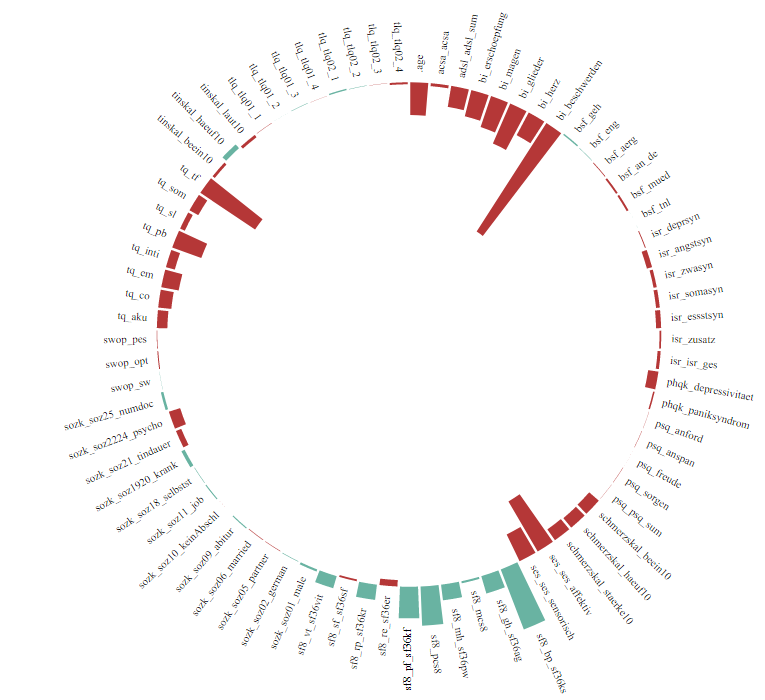 .age
acsa_acsa
adsl_adsl_sum
bi_erschoepfung
bi_magen
bi_glieder
bi_herz
bi_beschwerden
bsf_geh
bsf_eng
bsf_aerg
bsf_an_de
bsf_mued
bsf_tnl
isr_deprsyn
isr_angstsyn
isr_zwasyn
isr_somasyn
isr_essstsyn
isr_zusatz
isr_isr_ges
phqk_depressivitaet
phqk_paniksyndrom
psq_anford
psq_anspan
psq_freude
psq_sorgen
psq_psq_sum
schmerzskal_beein10
schmerzskal_haeuf10
schmerzskal_staerke10
ses_ses_affektiv
ses_ses_sensorisch
sf8_bp_sf36ks
sf8_gh_sf36ag
sf8_mcs8
sf8_mh_sf36pw
sf8_pcs8
sf8_pf_sf36kf
sf8_re_sf36er
sf8_rp_sf36kr
sf8_sf_sf36sf
sf8_vt_sf36vit
sozk_soz01_male
sozk_soz02_german
sozk_soz05_partner
sozk_soz06_married
sozk_soz09_abitur
sozk_soz10_keinAbschl
sozk_soz11_job
sozk_soz18_selbstst
sozk_soz1920_krank
sozk_soz21_tindauer
sozk_soz2224_psycho
sozk_soz25_numdoc
swop_sw
swop_opt
swop_pes
tq_aku
tq_co
tq_em
tq_inti
tq_pb
tq_sl
tq_som
tq_tf
tinskal_beein10
tinskal_haeuf10
tinskal_laut10
tlq_tlq01_1
tlq_tlq01_2
tlq_tlq01_3
tlq_tlq01_4
tlq_tlq02_1
tlq_tlq02_2
tlq_tlq02_3
tlq_tlq02_4